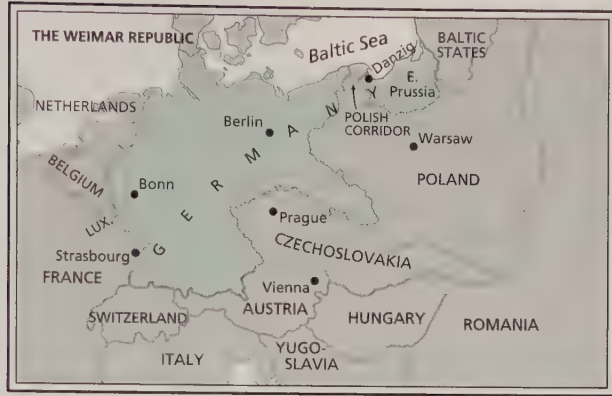 THE WEIMAR REPUBLIC
Baltic Sea
BALTIC
STATES
Danzig
E.
Prussia
NETHERLANDS
POLISH
CORRIDOR
Berlin
Warsaw
BELGIUM
Bonn
GERMANY
POLAND
LUX.
Prague
Strasbourg
CZECHOSLOVAKIA
FRANCE
Vienna
AUSTRIA
SWITZERLAND
HUNGARY
ROMANIA
ITALY
YUGO-
SLAVIA